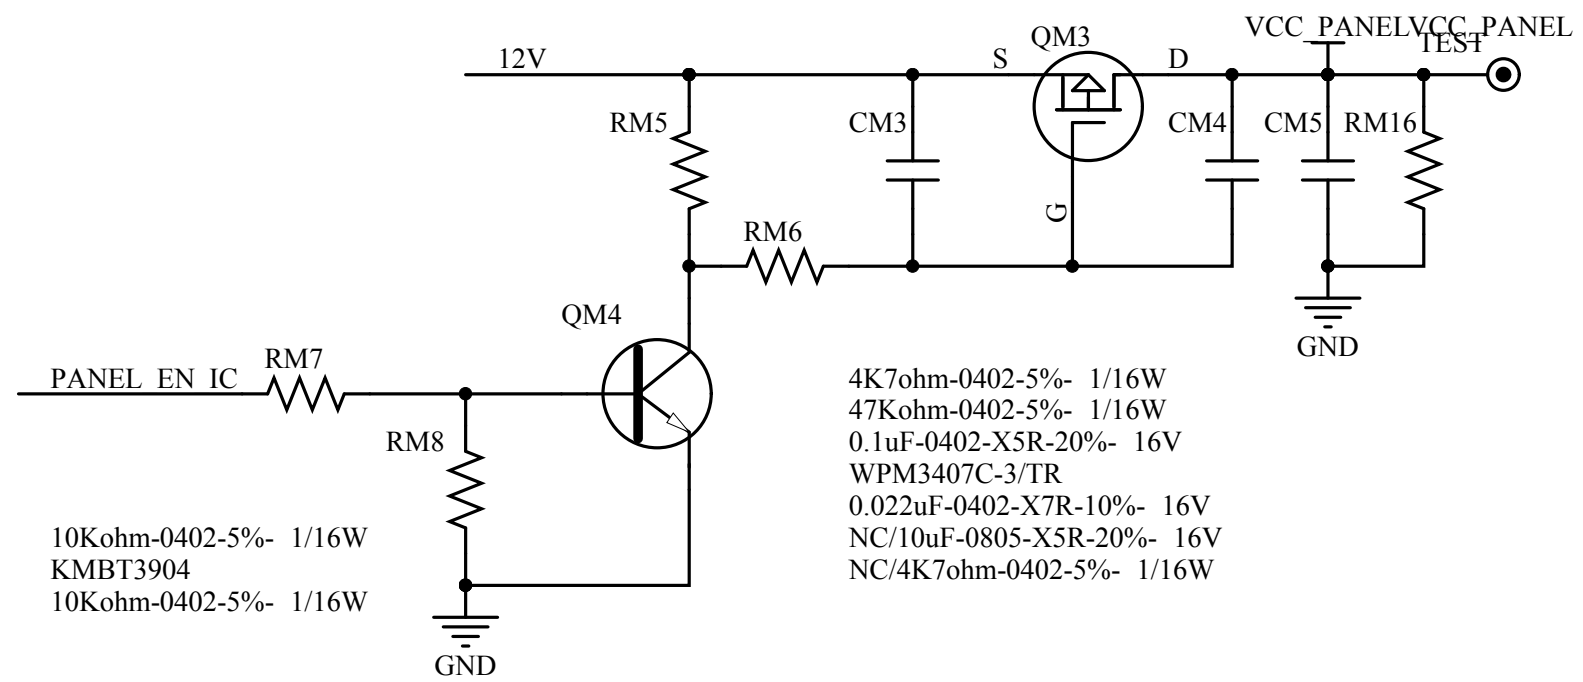 VCC_PANEL VCC_PANEL
TEST
QM3
12V
S
D
RM5
CM3
CM4
CM5
RM16
G
RM6
QM4
GND
RM7
PANEL_EN_IC
RM8
4K7ohm-0402-5%- 1/16W
47Kohm-0402-5%- 1/16W
0.1uF-0402-X5R-20%- 16V
WPM3407C-3/TR
0.022uF-0402-X7R-10%- 16V
NC/10uF-0805-X5R-20%- 16V
NC/4K7ohm-0402-5%- 1/16W
10Kohm-0402-5%- 1/16W
KMBT3904
10Kohm-0402-5%- 1/16W
GND